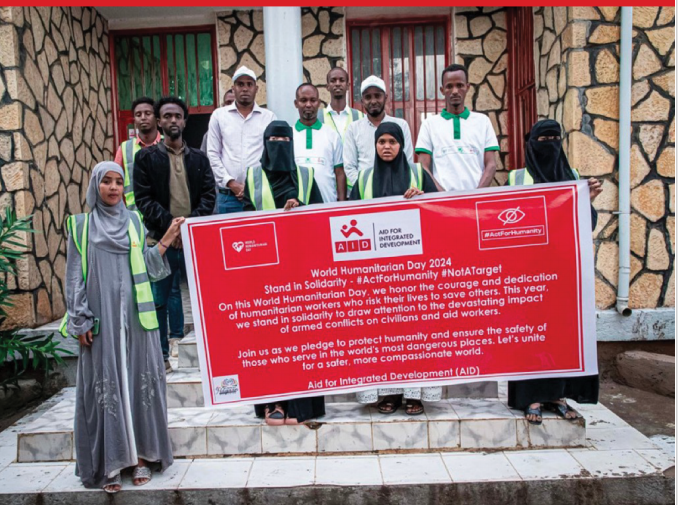 WORLD HUMANITARIAN DAY
AID
AID FOR
INTEGRATED
DEVELOPMENT
#ActForHumanity
World Humanitarian Day 2024
Stand in Solidarity - #ActForHumanity #NotATarget
On this World Humanitarian Day, we honor the courage and dedication
of humanitarian workers who risk their lives to save others. This year,
we stand in solidarity to draw attention to the devastating impact
of armed conflicts on civilians and aid workers.
Join us as we pledge to protect humanity and ensure the safety of
those who serve in the world's most dangerous places. Let's unite
for a safer, more compassionate world.
Aid for Integrated Development (AID)